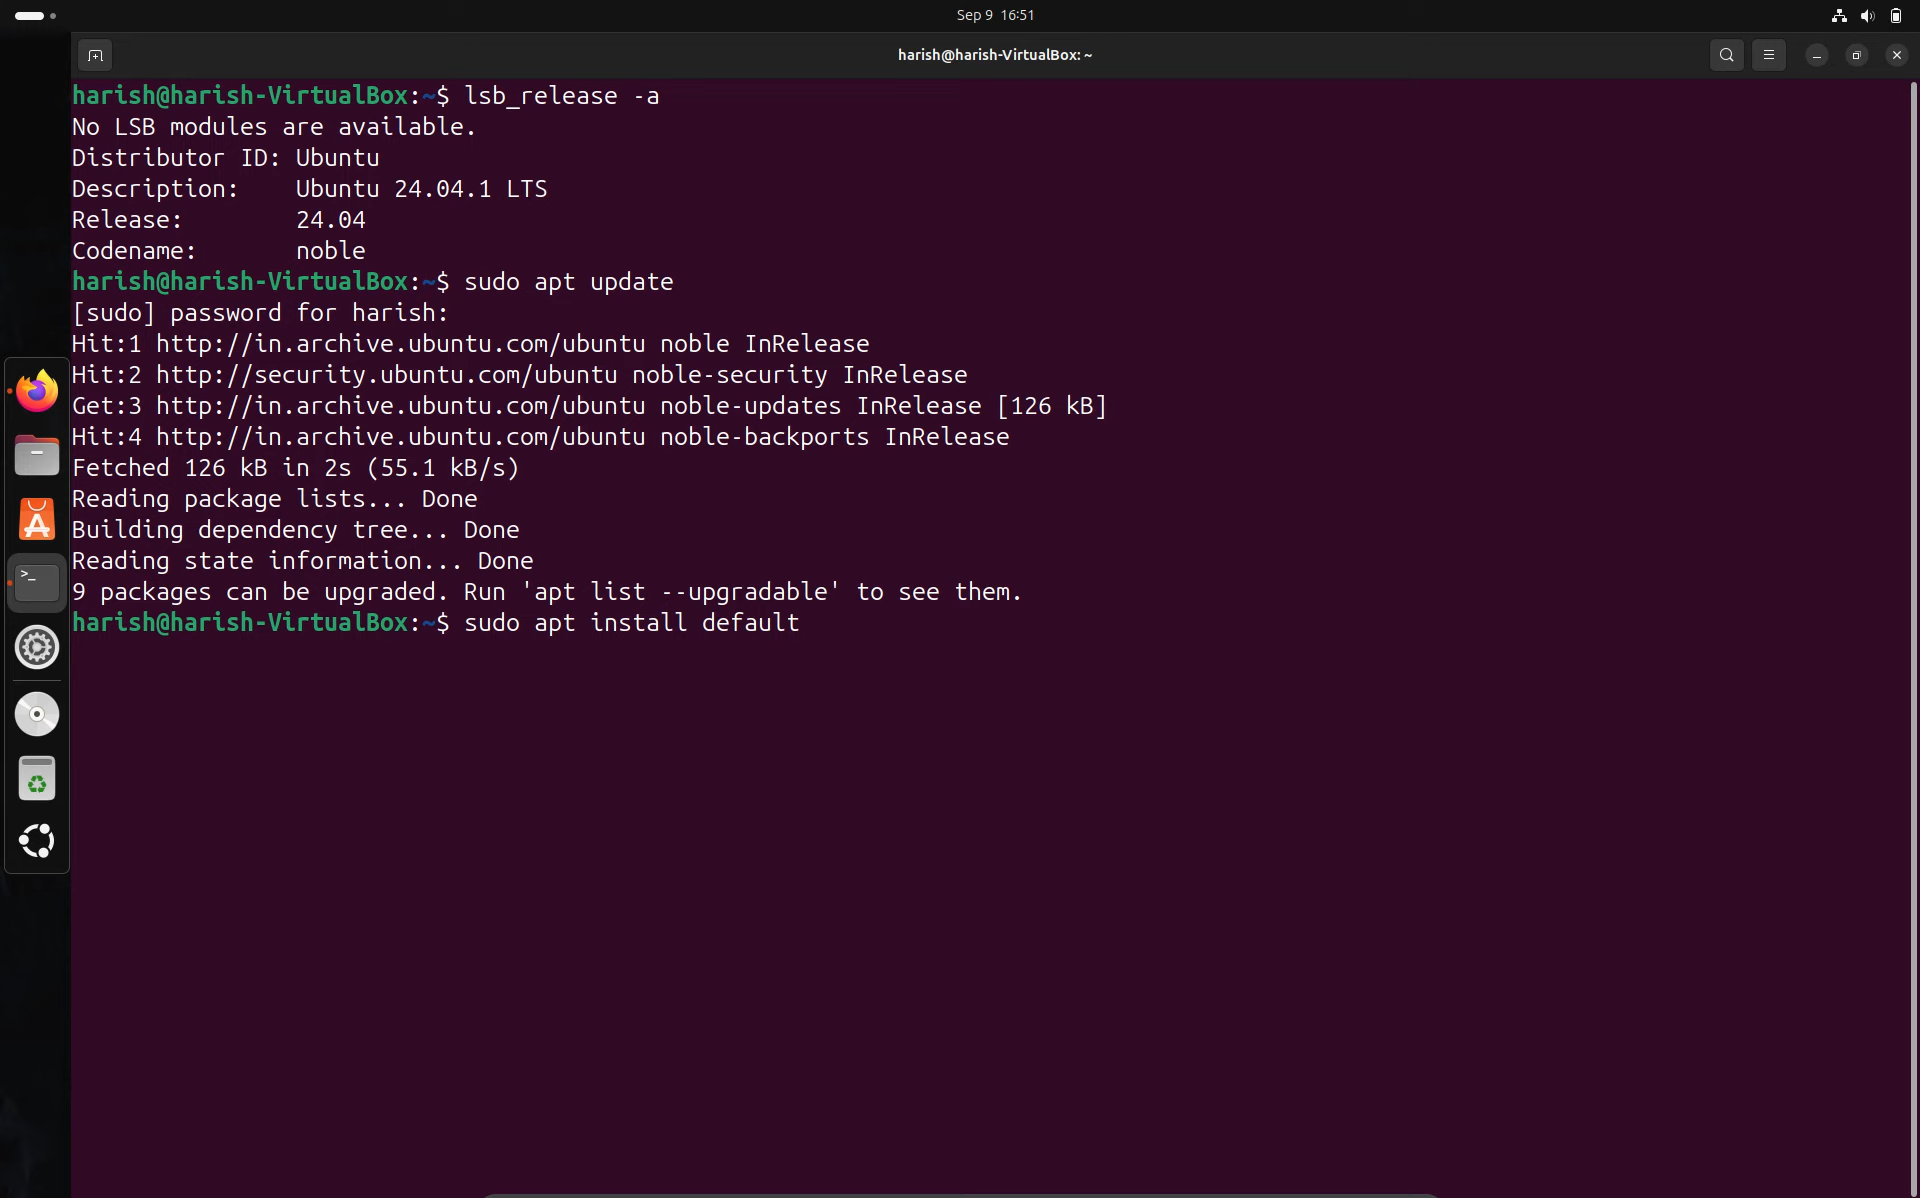 Sep 9 16:51
harish@harish-VirtualBox: ~
harish@harish-VirtualBox:~$ lsb_release -a
No LSB modules are available.
Distributor ID: Ubuntu
Description: Ubuntu 24.04.1 LTS
Release: 24.04
Codename: noble
harish@harish-VirtualBox:~$ sudo apt update
[sudo] password for harish:
Hit:1 http://in.archive.ubuntu.com/ubuntu noble InRelease
Hit:2 http://security.ubuntu.com/ubuntu noble-security InRelease
Get:3 http://in.archive.ubuntu.com/ubuntu noble-updates InRelease [126 kB]
Hit:4 http://in.archive.ubuntu.com/ubuntu noble-backports InRelease
Fetched 126 kB in 2s (55.1 kB/s)
Reading package lists... Done
Building dependency tree... Done
Reading state information... Done
9 packages can be upgraded. Run 'apt list --upgradable' to see them.
harish@harish-VirtualBox:~$ sudo apt install default